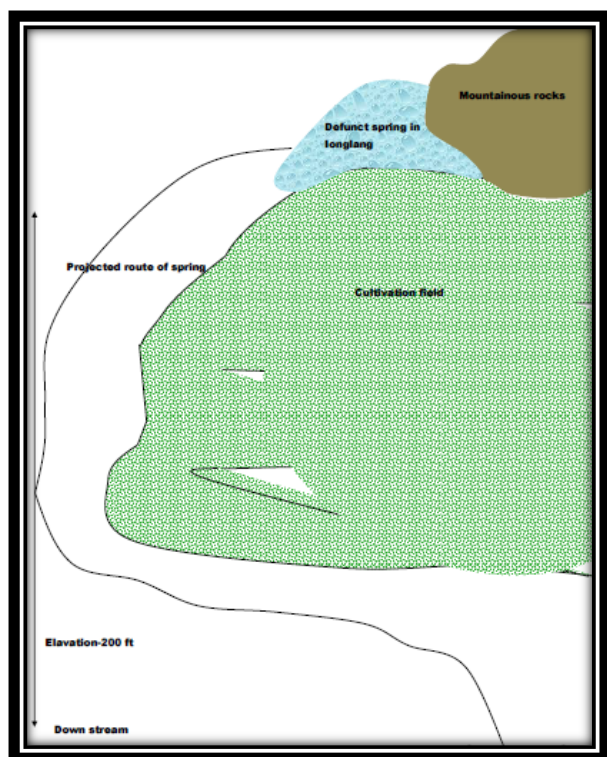 Mountainous rocks
Defunct spring in
longlang
Projected route of spring
Cultivation field
Elavation-200 ft
Down stream